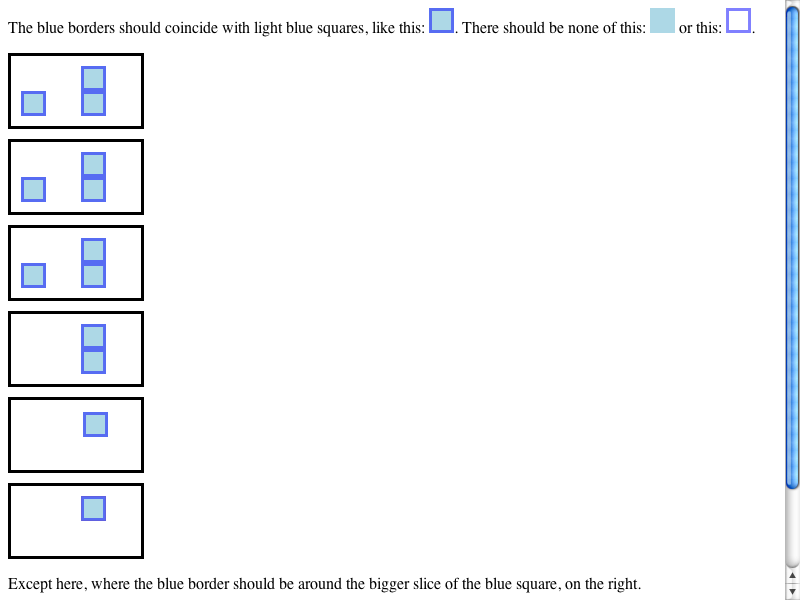 The blue borders should coincide with light blue squares, like this: . There should be none of this: or this: .
Except here, where the blue border should be around the bigger slice of the blue square, on the right.